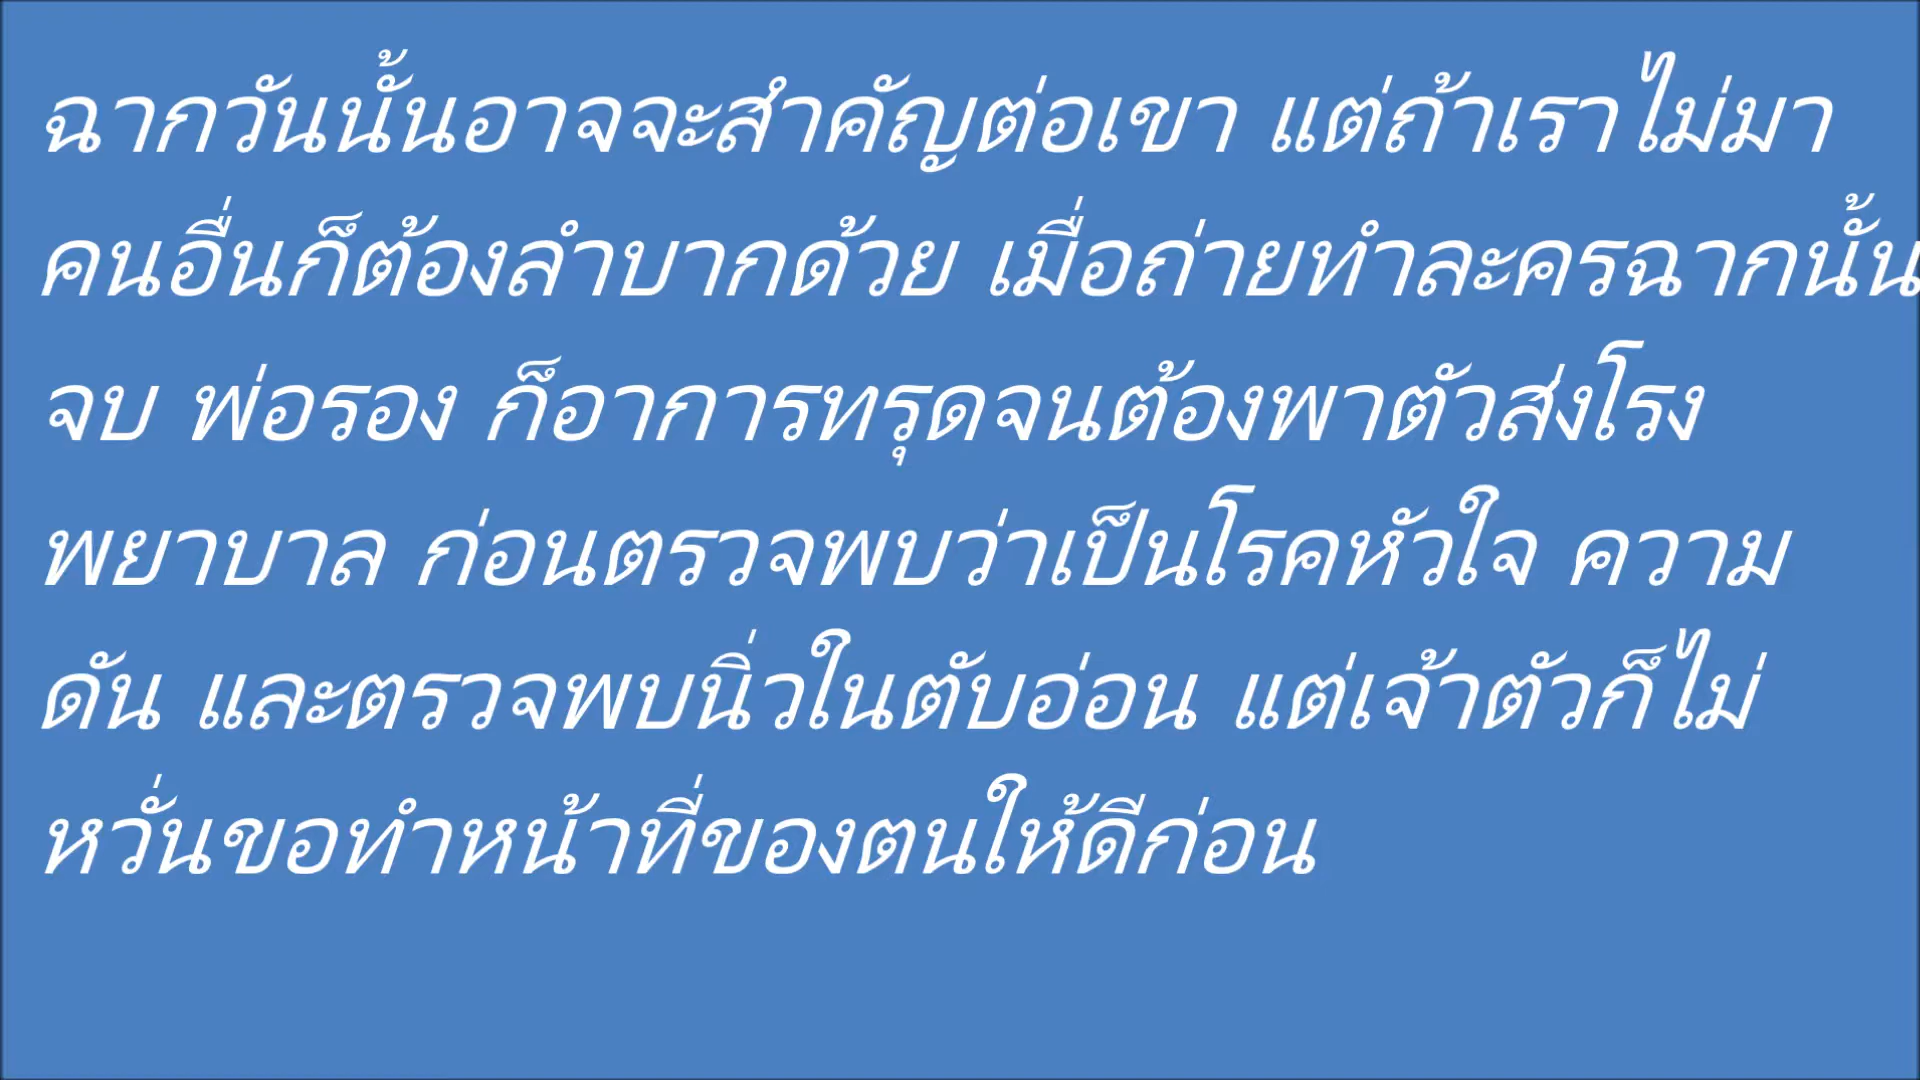 ฉากวันนั้นอาจจะสำคัญต่อเขา แต่ถ้าเราไม่มา
คนอื่นก็ต้องลำบากด้วย เมื่อถ่ายทำละครฉากนั้น
จบ พ่อรอง ก็อาการทรุดจนต้องพาตัวส่งโรง
พยาบาล ก่อนตรวจพบว่าเป็นโรคหัวใจ ความ
ดัน และตรวจพบนิ่วในตับอ่อน แต่เจ้าตัวก็ไม่
หวั่นขอทำหน้าที่ของตนให้ดีก่อน